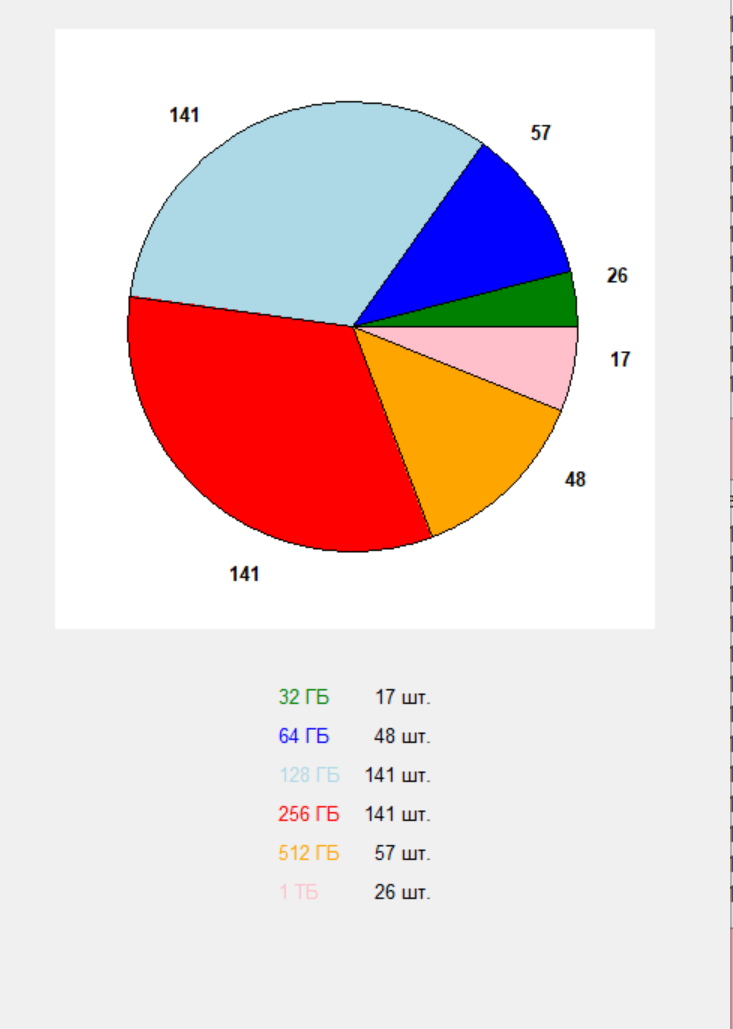 141
57
26
17
48
141
32 ГБ 17 шт.
64 ГБ 48 шт.
128 ГБ 141 шт.
256 ГБ 141 шт.
512 ГБ 57 шт.
1 ТБ 26 шт.